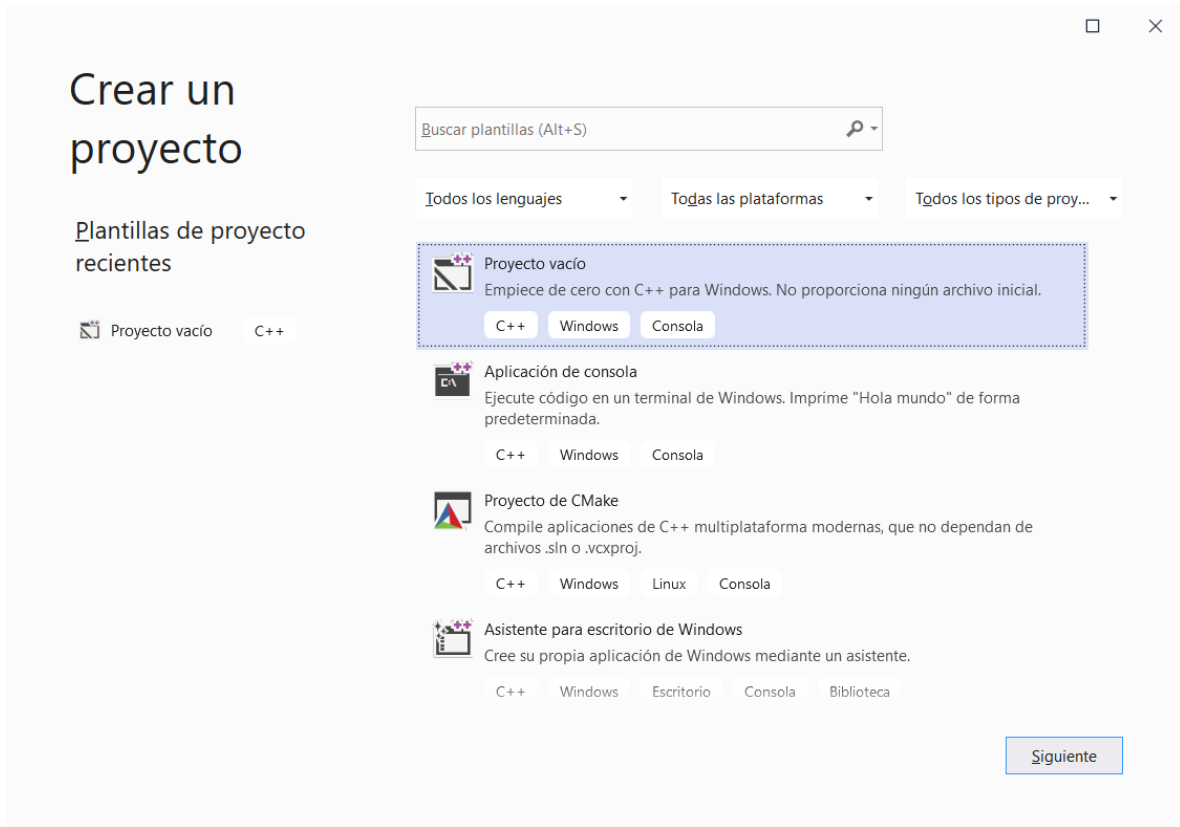 Crear un
proyecto
Buscar plantillas (Alt+S)
Todos los lenguajes
Todas las plataformas
Todos los tipos de proy...
Plantillas de proyecto
recientes
Proyecto vacío C++
Proyecto vacío
Empiece de cero con C++ para Windows. No proporciona ningún archivo inicial.
C++ Windows Consola
C:\
Aplicación de consola
Ejecute código en un terminal de Windows. Imprime "Hola mundo" de forma
predeterminada.
C++ Windows Consola
Proyecto de CMake
Compile aplicaciones de C++ multiplataforma modernas, que no dependan de
archivos .sln o .vcxproj.
C++ Windows Linux Consola
Asistente para escritorio de Windows
Cree su propia aplicación de Windows mediante un asistente.
C++ Windows Escritorio Consola Biblioteca
Siguiente